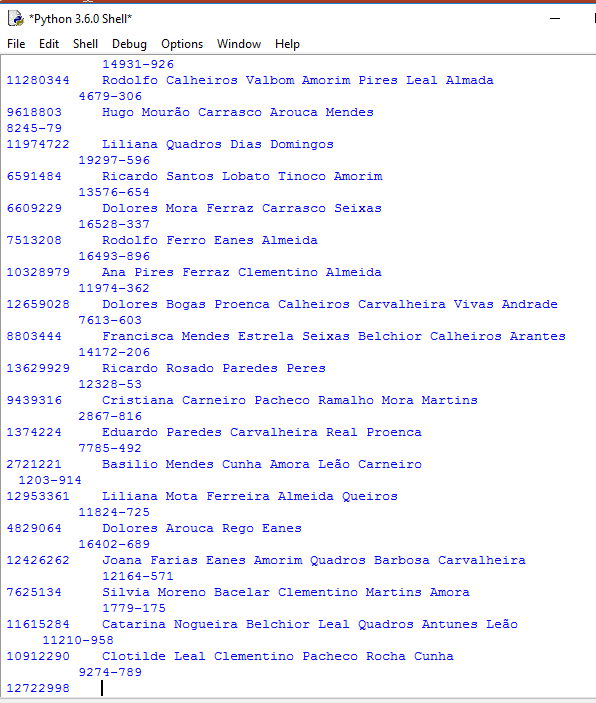 *Python 3.6.0 Shell*
File Edit Shell Debug Options Window Help
14931-926
11280344 Rodolfo Calheiros Valbom Amorim Pires Leal Almada
4679-306
9618803 Hugo Mourão Carrasco Arouca Mendes
8245-79
11974722 Liliana Quadros Dias Domingos
19297-596
6591484 Ricardo Santos Lobato Tinoco Amorim
13576-654
6609229 Dolores Mora Ferraz Carrasco Seixas
16528-337
7513208 Rodolfo Ferro Eanes Almeida
16493-896
10328979 Ana Pires Ferraz Clementino Almeida
11974-362
12659028 Dolores Bogas Proenca Calheiros Carvalheira Vivas Andrade
7613-603
8803444 Francisca Mendes Estrela Seixas Belchior Calheiros Arantes
14172-206
13629929 Ricardo Rosado Paredes Peres
12328-53
9439316 Cristiana Carneiro Pacheco Ramalho Mora Martins
2867-816
1374224 Eduardo Paredes Carvalheira Real Proenca
7785-492
2721221 Basilio Mendes Cunha Amora Leão Carneiro
1203-914
12953361 Liliana Mota Ferreira Almeida Queiros
11824-725
4829064 Dolores Arouca Rego Eanes
16402-689
12426262 Joana Farias Eanes Amorim Quadros Barbosa Carvalheira
12164-571
7625134 Silvia Moreno Bacelar Clementino Martins Amora
1779-175
11615284 Catarina Nogueira Belchior Leal Quadros Antunes Leão
11210-958
10912290 Clotilde Leal Clementino Pacheco Rocha Cunha
9274-789
12722998